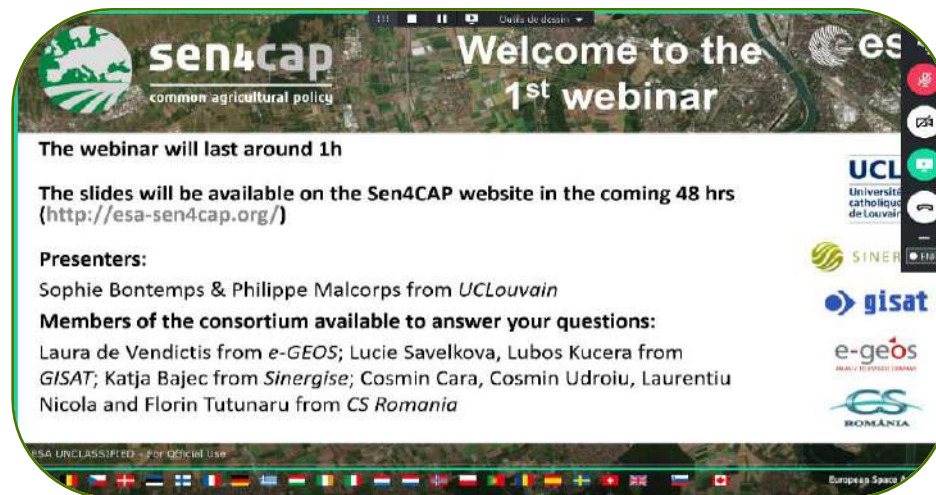 Outils de dessin
sen4cap
common agricultural policy
Welcome to the
1st webinar
es
The webinar will last around 1h
The slides will be available on the Sen4CAP website in the coming 48 hrs
(http://esa-sen4cap.org/)
Presenters:
Sophie Bontemps & Philippe Malcorps from UCLouvain
Members of the consortium available to answer your questions:
Laura de Vendictis from e-GEOS; Lucie Savelkova, Lubos Kucera from
GISAT; Katja Bajec from Sinergise; Cosmin Cara, Cosmin Udroiu, Laurentiu
Nicola and Florin Tutunaru from CS Romania
UCL
Université
catholique
de Louvain
SINER
gisat
e-geos
CS
ROMÂNIA
ESA UNCLASSIFIED - For Official Use
European Space A